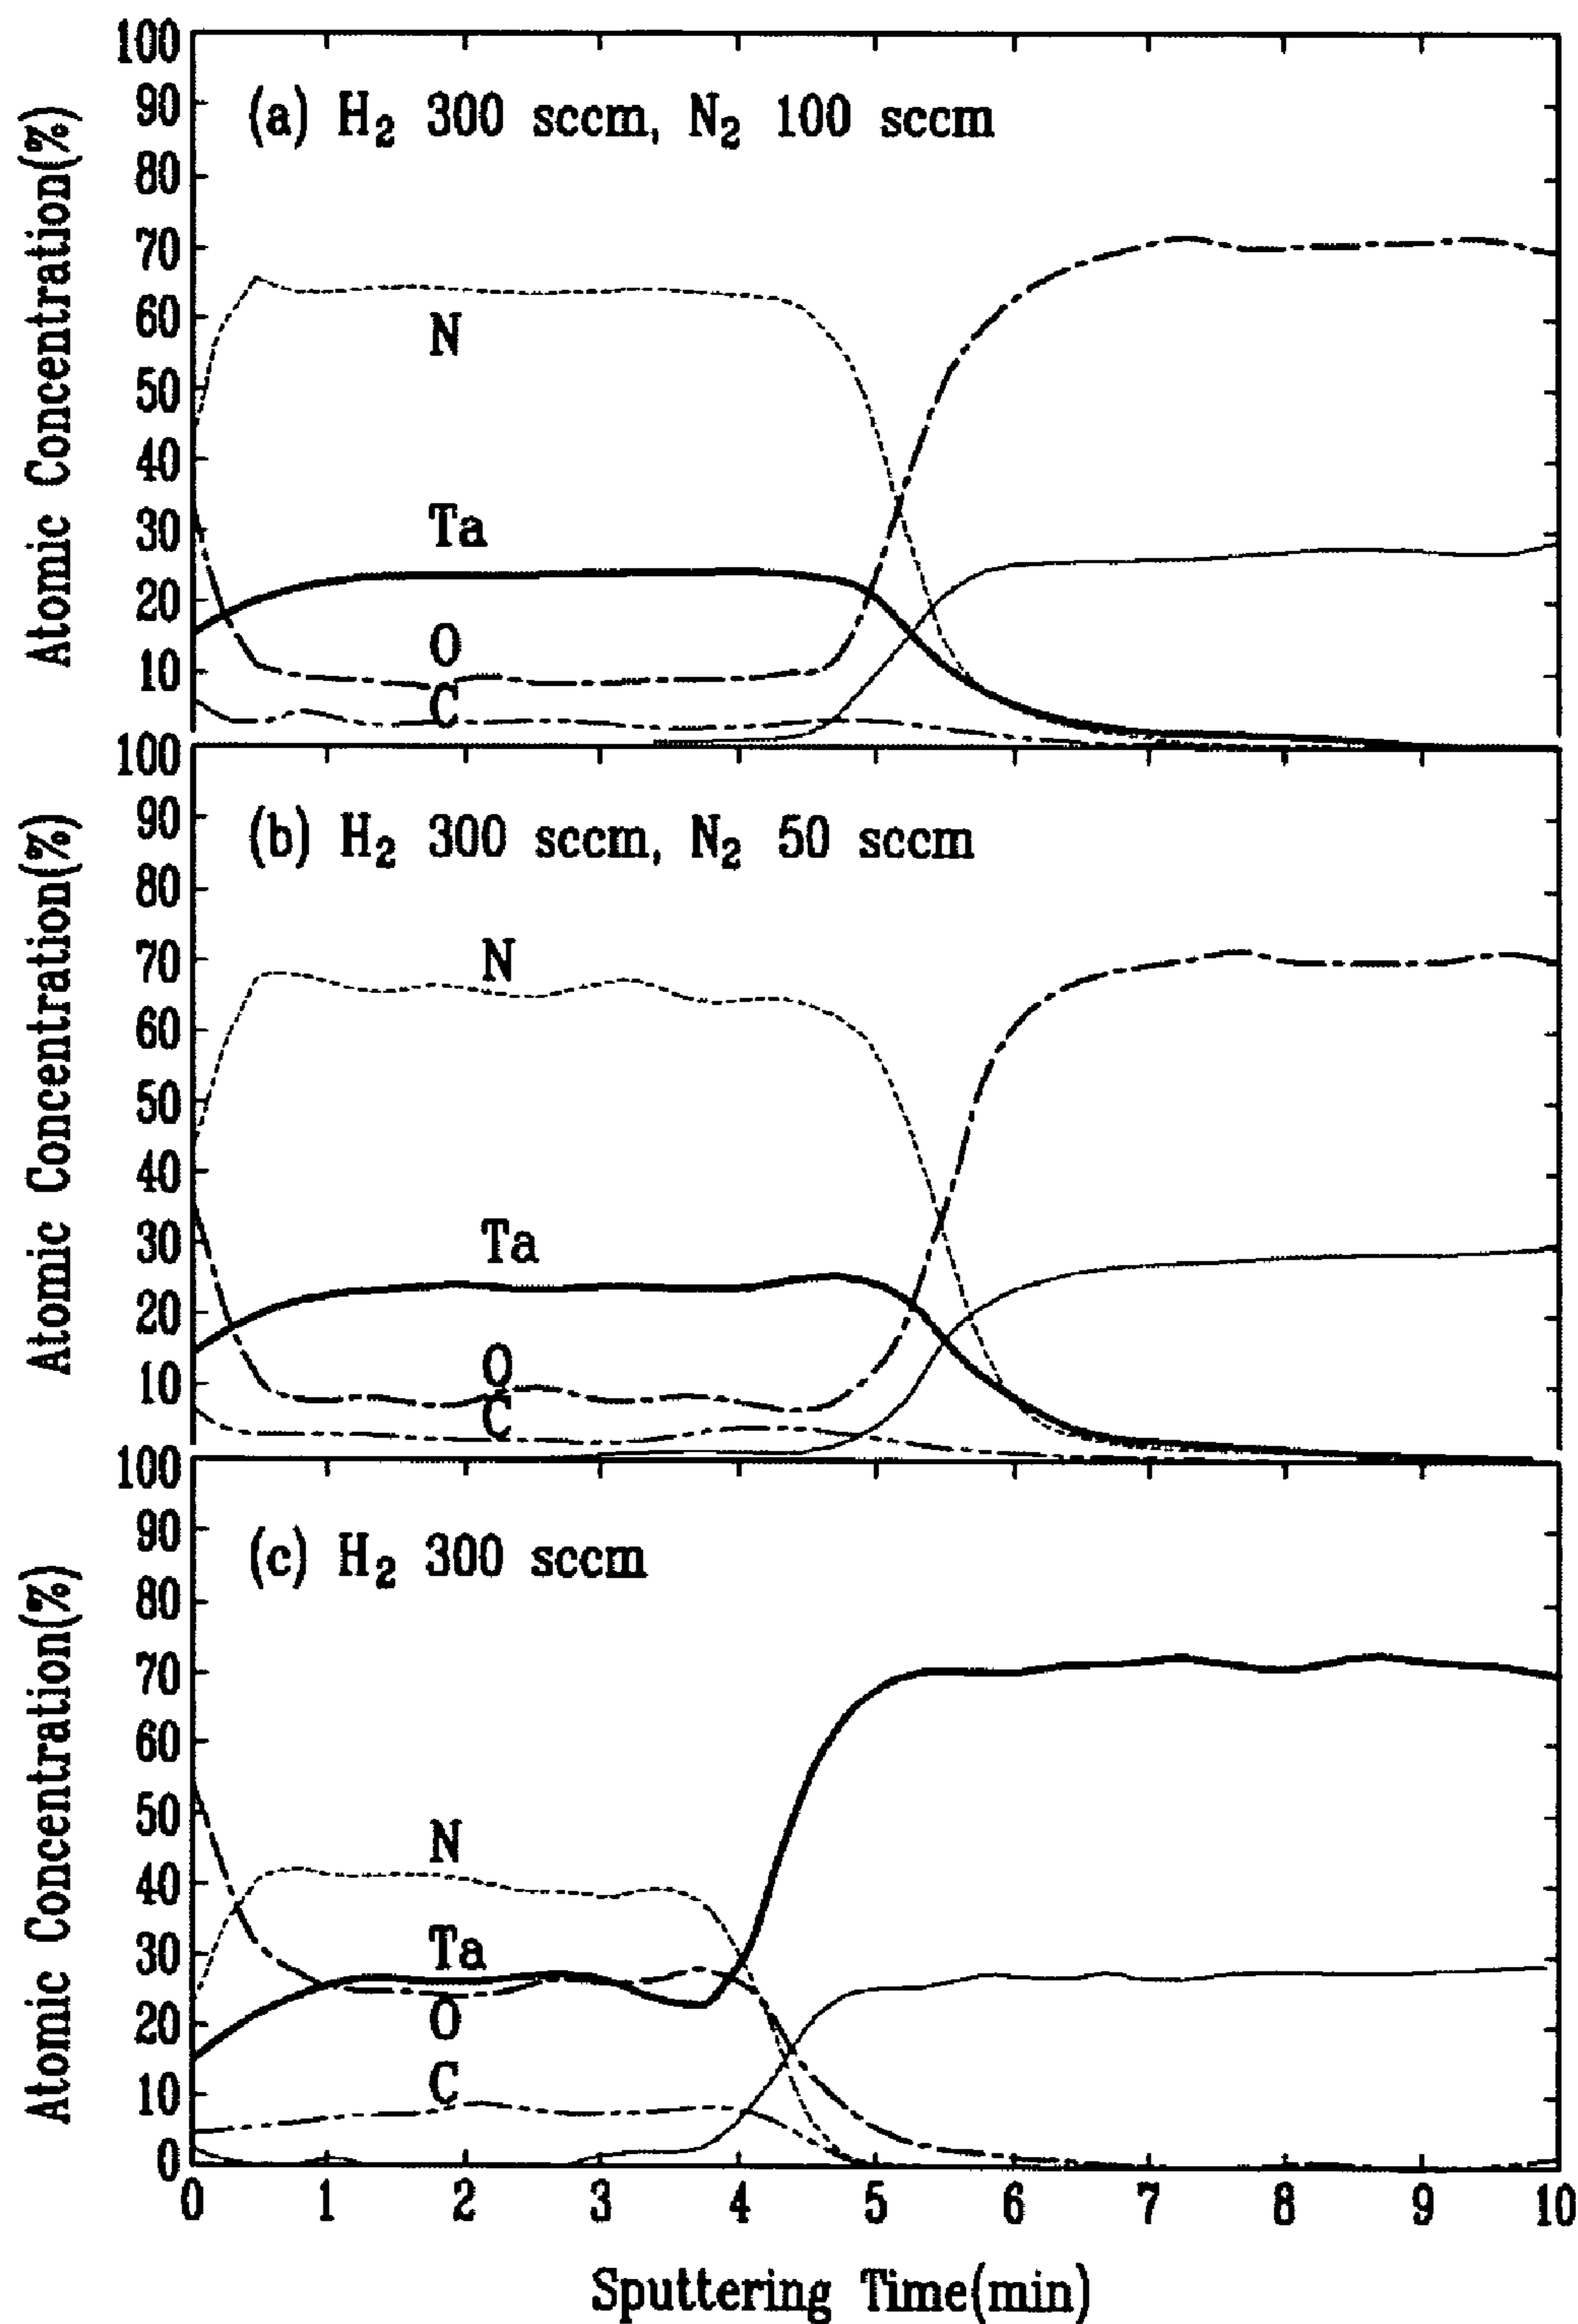 Atomic Concentration(%)
100
90
80
70
60
50
40
30
20
10
(a) H₂ 300 sccm, N₂ 100 sccm
N
Ta
O
C
Atomic Concentration(%)
100
90
80
70
60
50
40
30
20
10
(b) H₂ 300 sccm, N₂ 50 sccm
N
Ta
O
C
Atomic Concentration(%)
100
90
80
70
60
50
40
30
20
10
0
(c) H₂ 300 sccm
N
Ta
O
C
0 1 2 3 4 5 6 7 8 9 10
Sputtering Time(min)